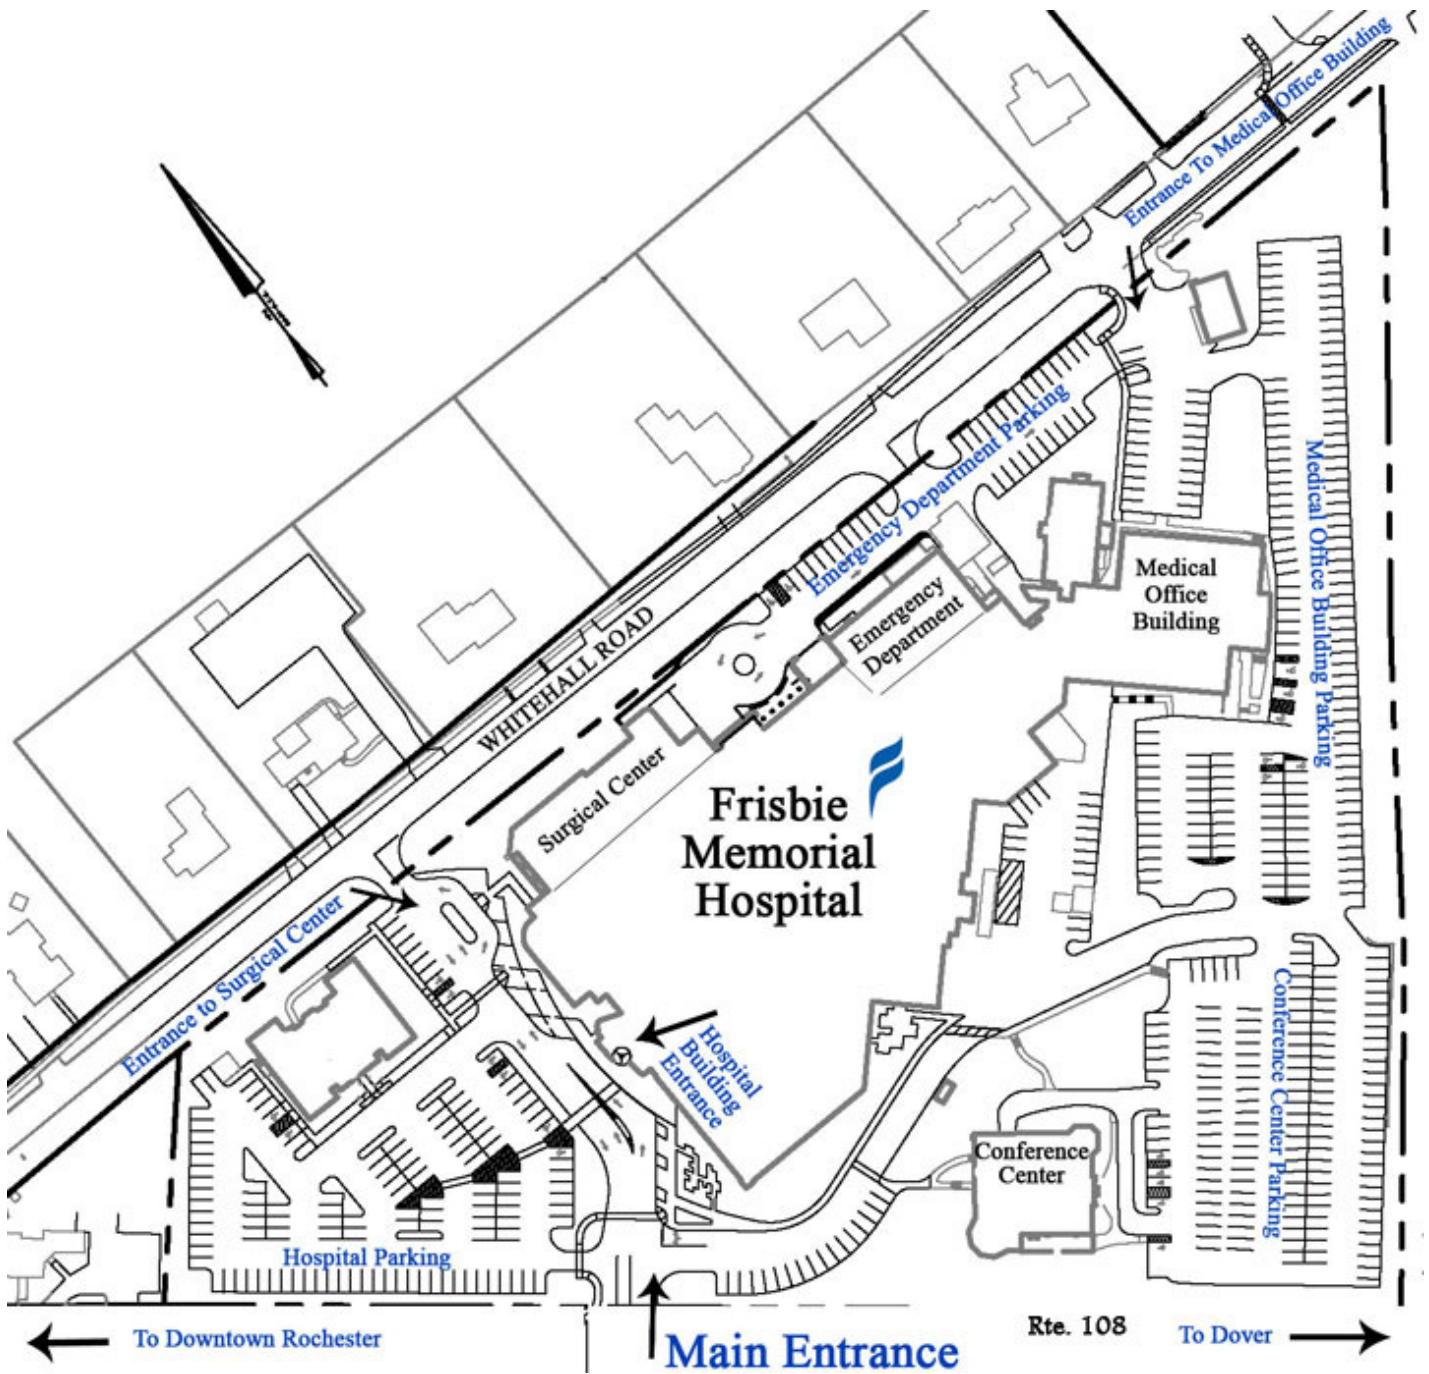 Entrance To Medical Office Building
Emergency Department Parking
Medical Office Building Parking
Medical
Office
Building
Emergency
Department
WHITEHALL ROAD
Surgical Center
Frisbie
Memorial
Hospital
Entrance to Surgical Center
Hospital
Building
Entrance
Conference Center Parking
Conference
Center
Hospital Parking
To Downtown Rochester
Main Entrance
Rte. 108
To Dover